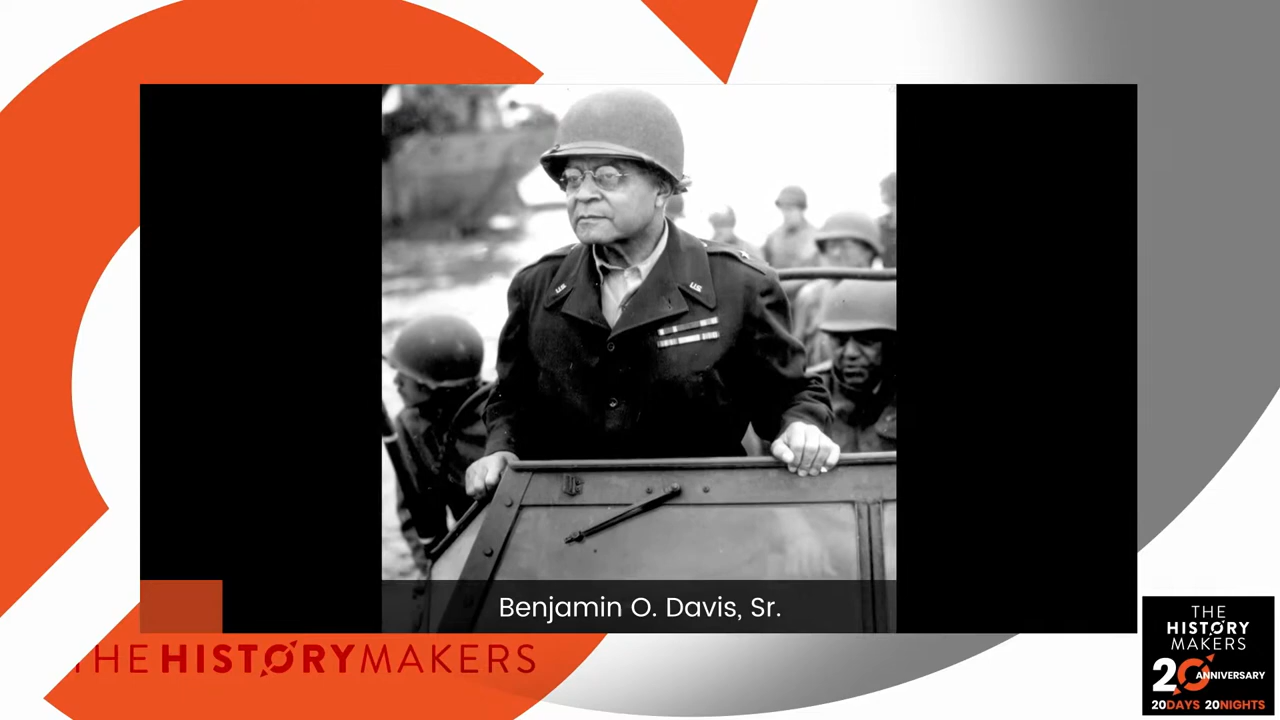 Benjamin O. Davis, Sr.
THE HISTORYMAKERS
THE
HISTORY
MAKERS
20 ANNIVERSARY
20DAYS 20NIGHTS